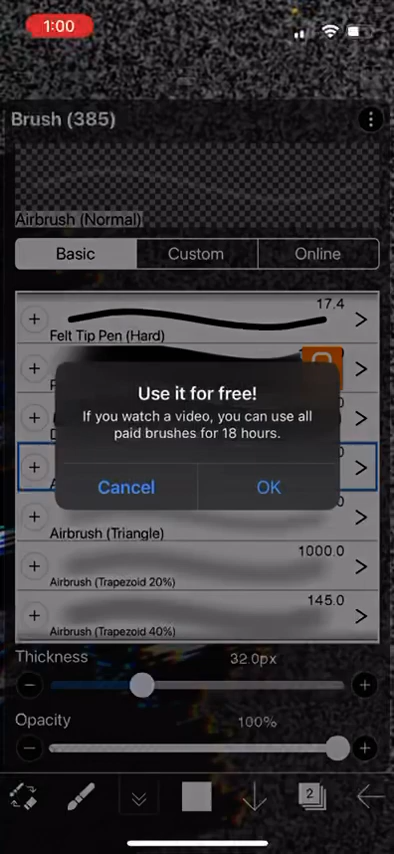 1:00
Brush (385)
Airbrush (Normal)
Basic
Custom
Online
17.4
Felt Tip Pen (Hard)
Use it for free!
If you watch a video, you can use all
paid brushes for 18 hours.
Cancel
OK
Airbrush (Triangle)
1000.0
Airbrush (Trapezoid 20%)
145.0
Airbrush (Trapezoid 40%)
Thickness
32.0px
Opacity
100%
2